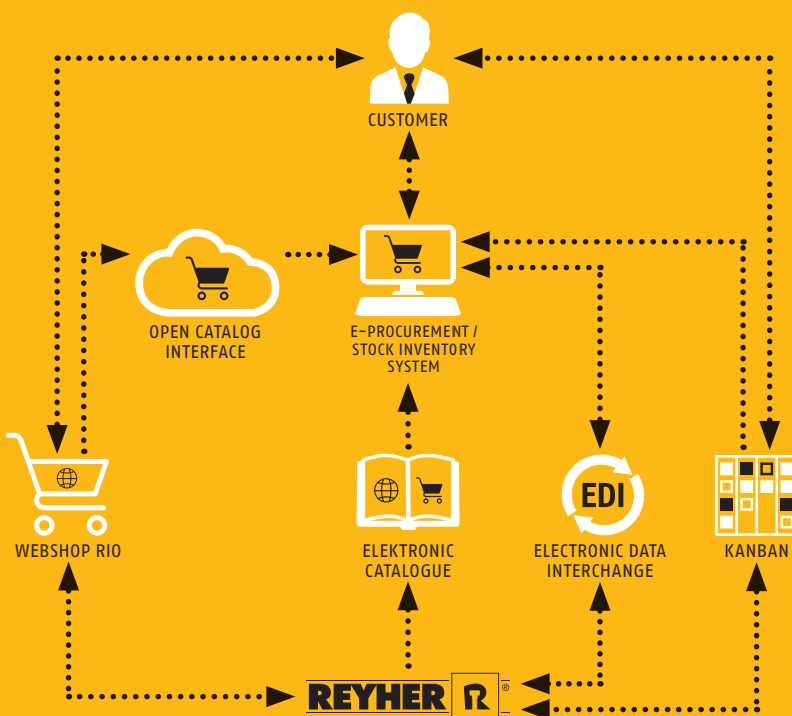 CUSTOMER
OPEN CATALOG
INTERFACE
E-PROCUREMENT /
STOCK INVENTORY
SYSTEM
WEBSHOP RIO
ELEKTRONIC
CATALOGUE
EDI
ELECTRONIC DATA
INTERCHANGE
KANBAN
REYHER R ®